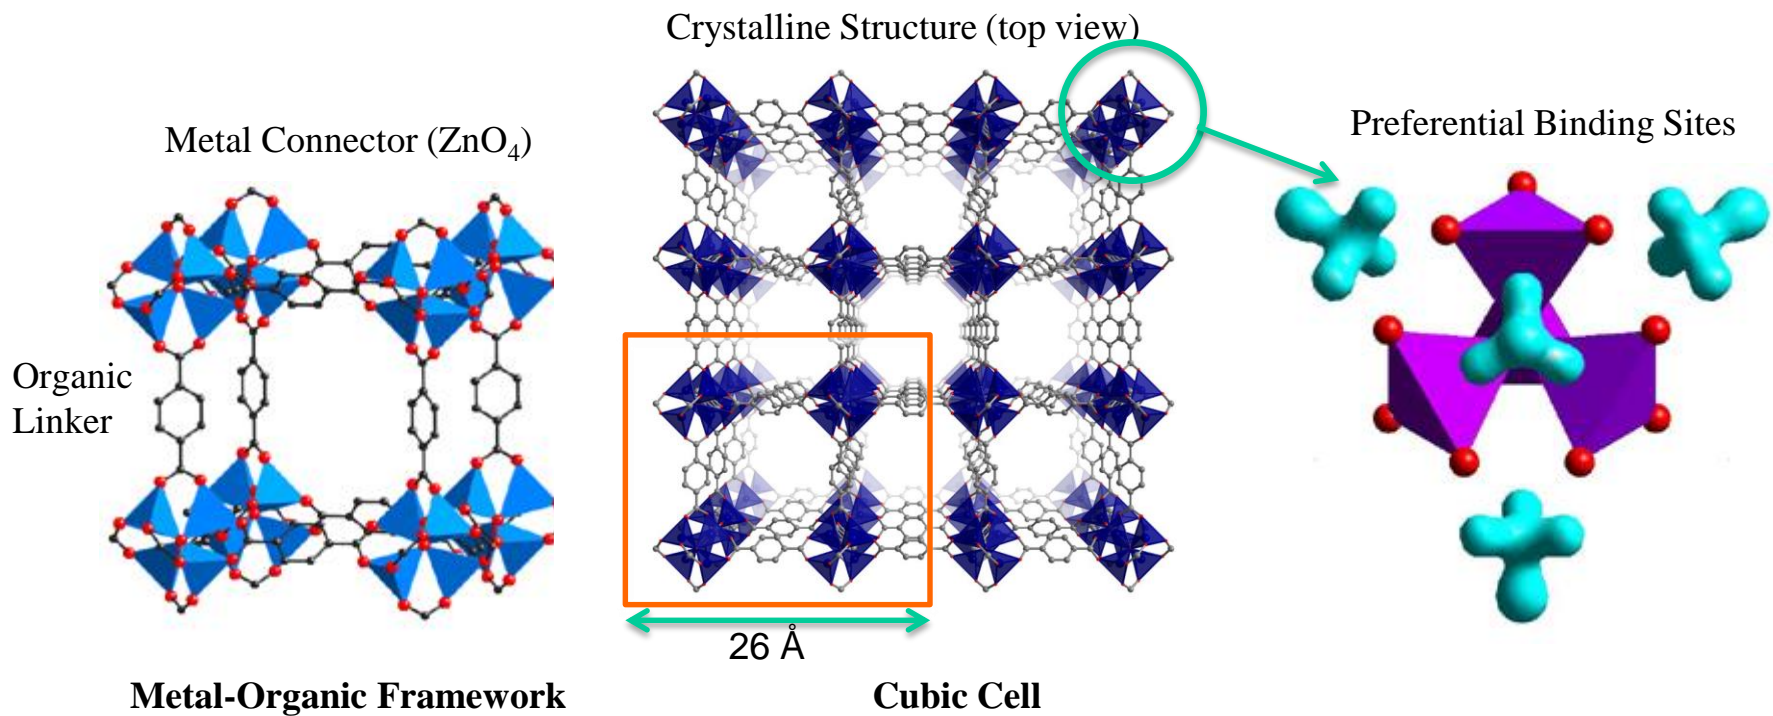 Crystalline Structure (top view)
Metal Connector (ZnO₄)
Preferential Binding Sites
Organic
Linker
26 Å
Metal-Organic Framework
Cubic Cell